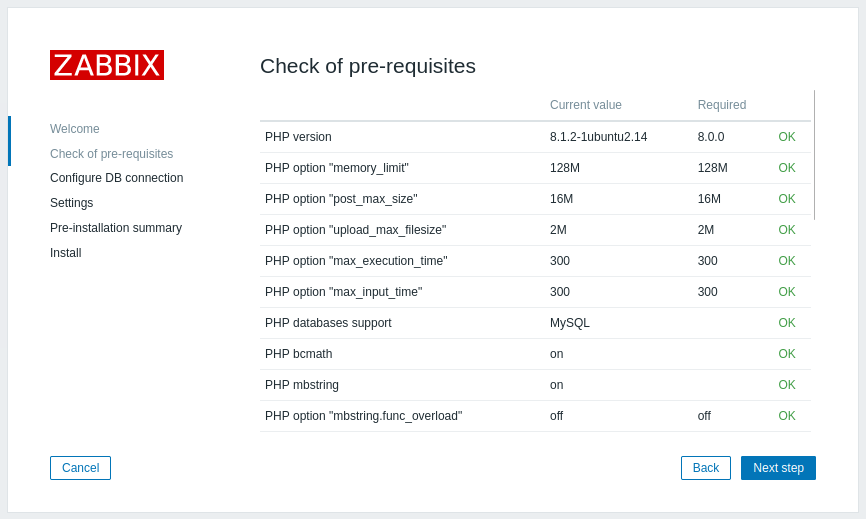 ZABBIX
Check of pre-requisites
Welcome
Check of pre-requisites
Configure DB connection
Settings
Pre-installation summary
Install
Current value Required
PHP version 8.1.2-1ubuntu2.14 8.0.0 OK
PHP option "memory_limit" 128M 128M OK
PHP option "post_max_size" 16M 16M OK
PHP option "upload_max_filesize" 2M 2M OK
PHP option "max_execution_time" 300 300 OK
PHP option "max_input_time" 300 300 OK
PHP databases support MySQL OK
PHP bcmath on OK
PHP mbstring on OK
PHP option "mbstring.func_overload" off off OK
Cancel Back Next step